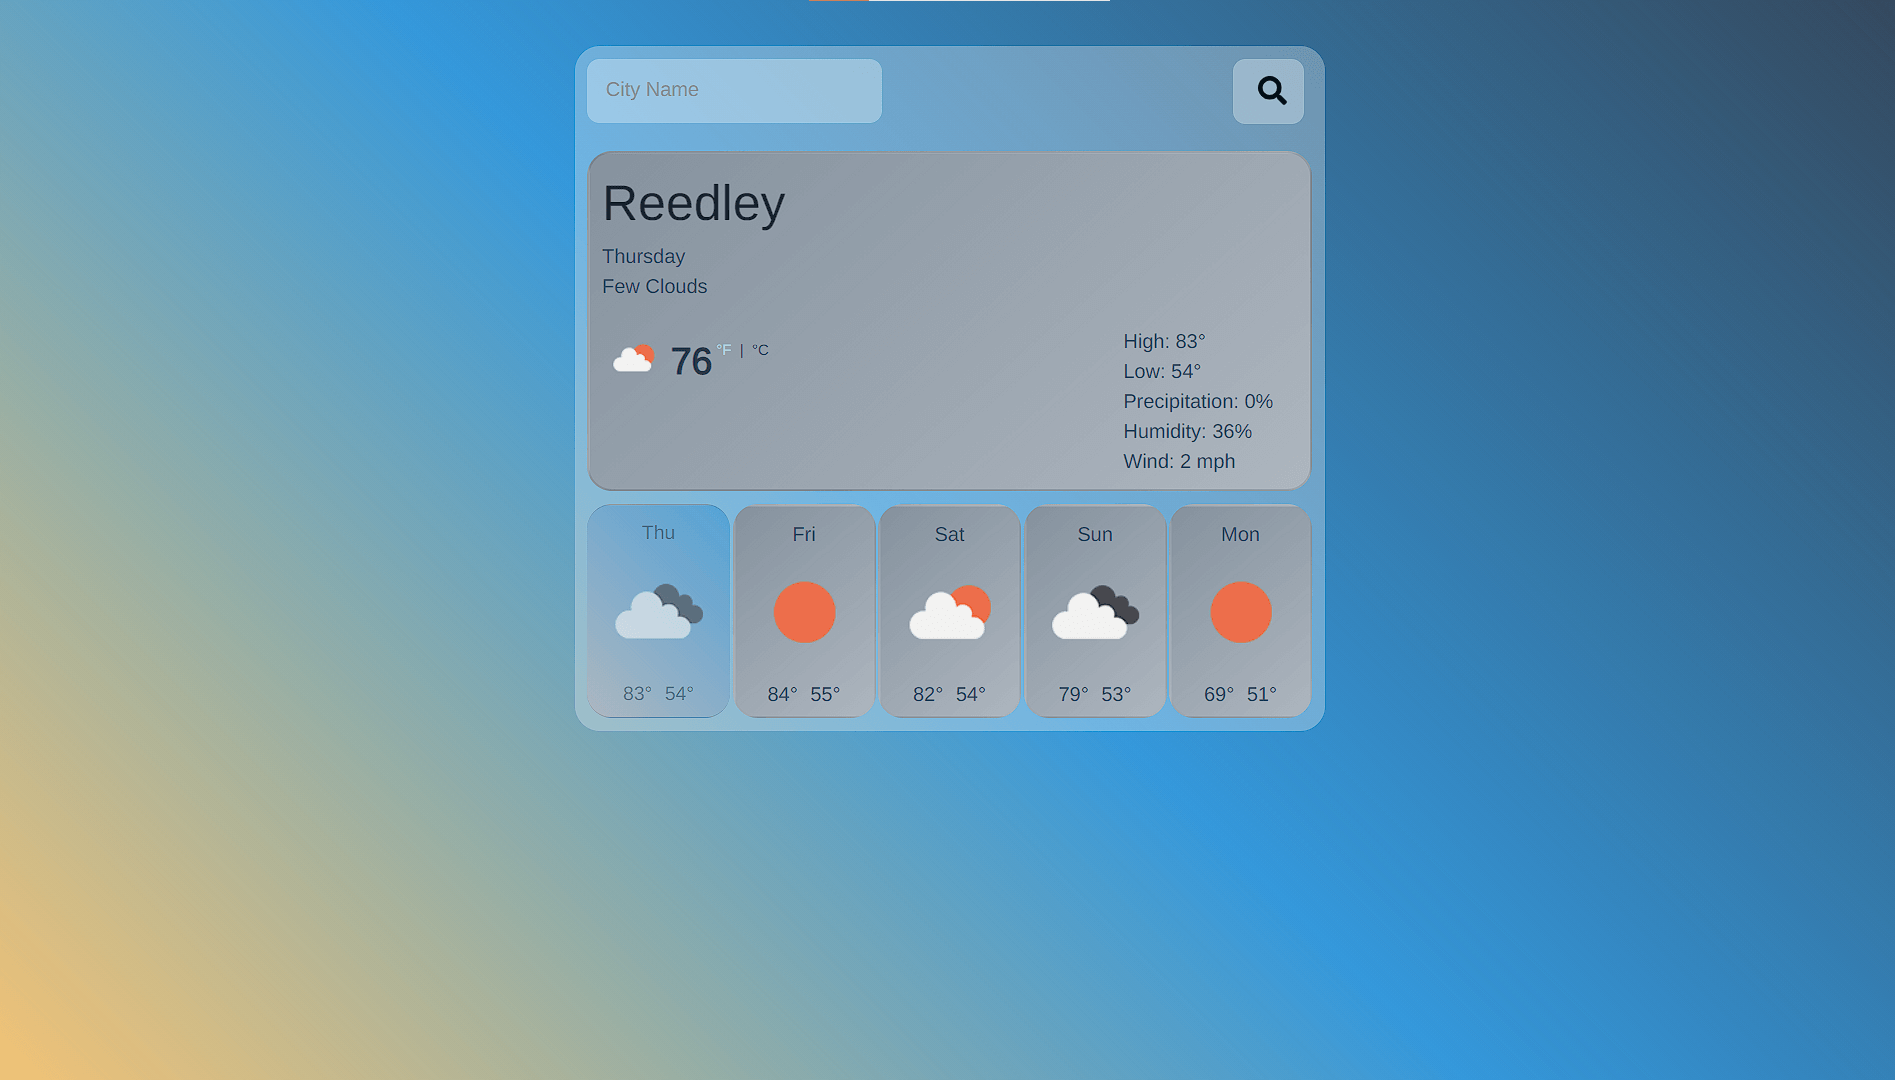 City Name
Reedley
Thursday
Few Clouds
76 °F | °C
High: 83°
Low: 54°
Precipitation: 0%
Humidity: 36%
Wind: 2 mph
Thu
83° 54°
Fri
84° 55°
Sat
82° 54°
Sun
79° 53°
Mon
69° 51°